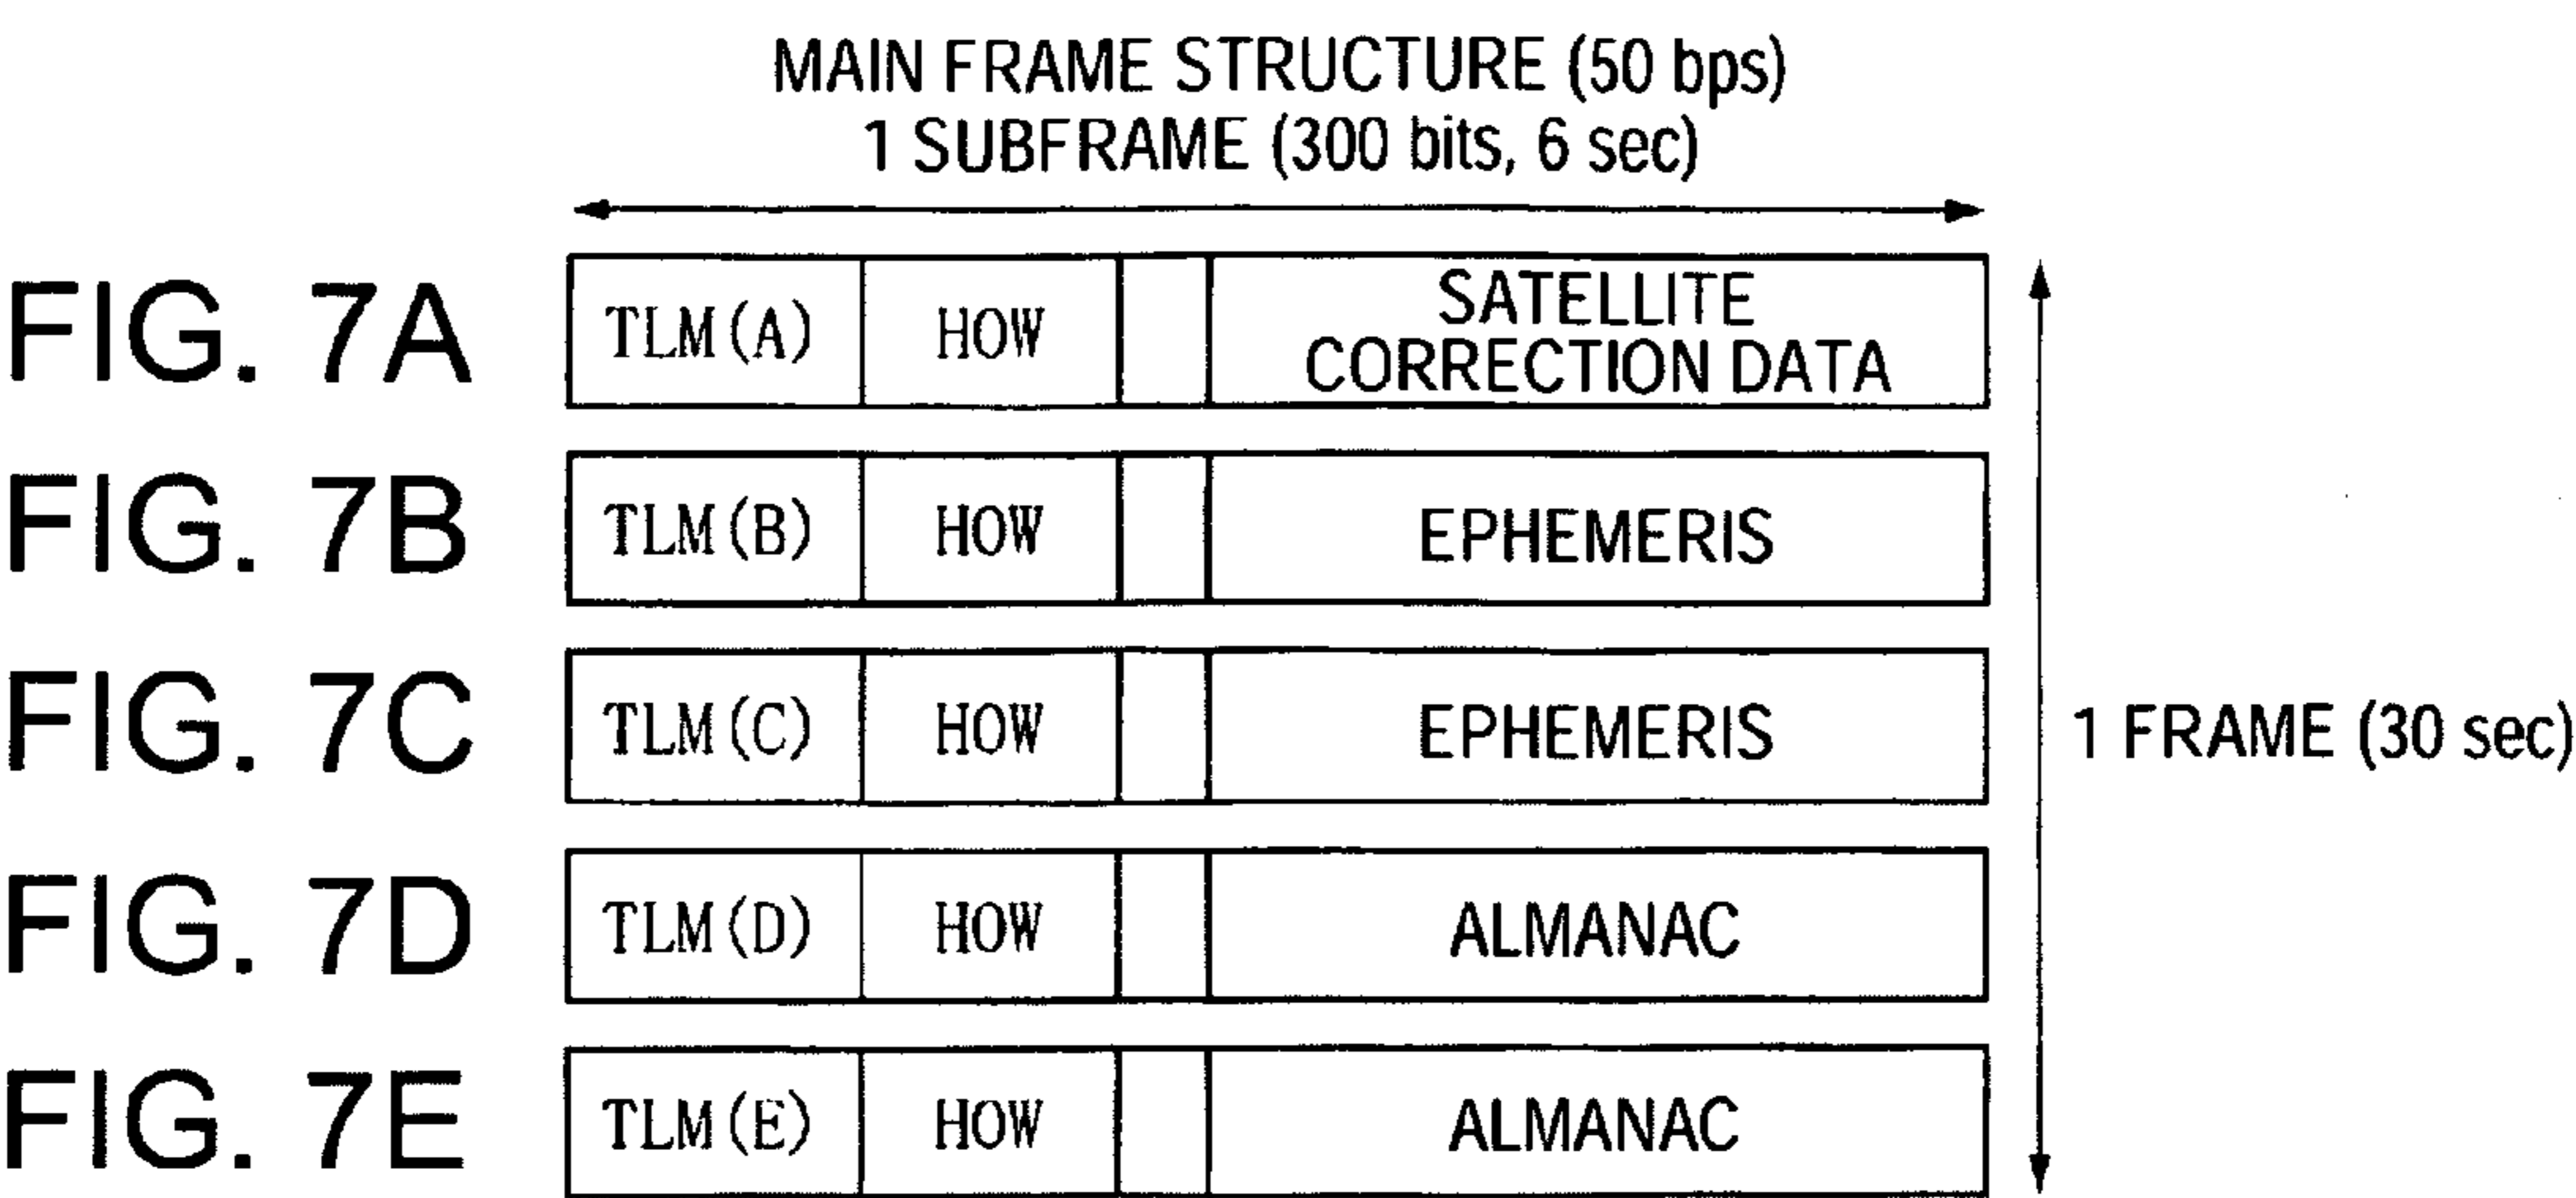 MAIN FRAME STRUCTURE (50 bps)
1 SUBFRAME (300 bits, 6 sec)
FIG. 7A TLM(A) HOW SATELLITE CORRECTION DATA
FIG. 7B TLM(B) HOW EPHEMERIS
FIG. 7C TLM(C) HOW EPHEMERIS
1 FRAME (30 sec)
FIG. 7D TLM(D) HOW ALMANAC
FIG. 7E TLM(E) HOW ALMANAC